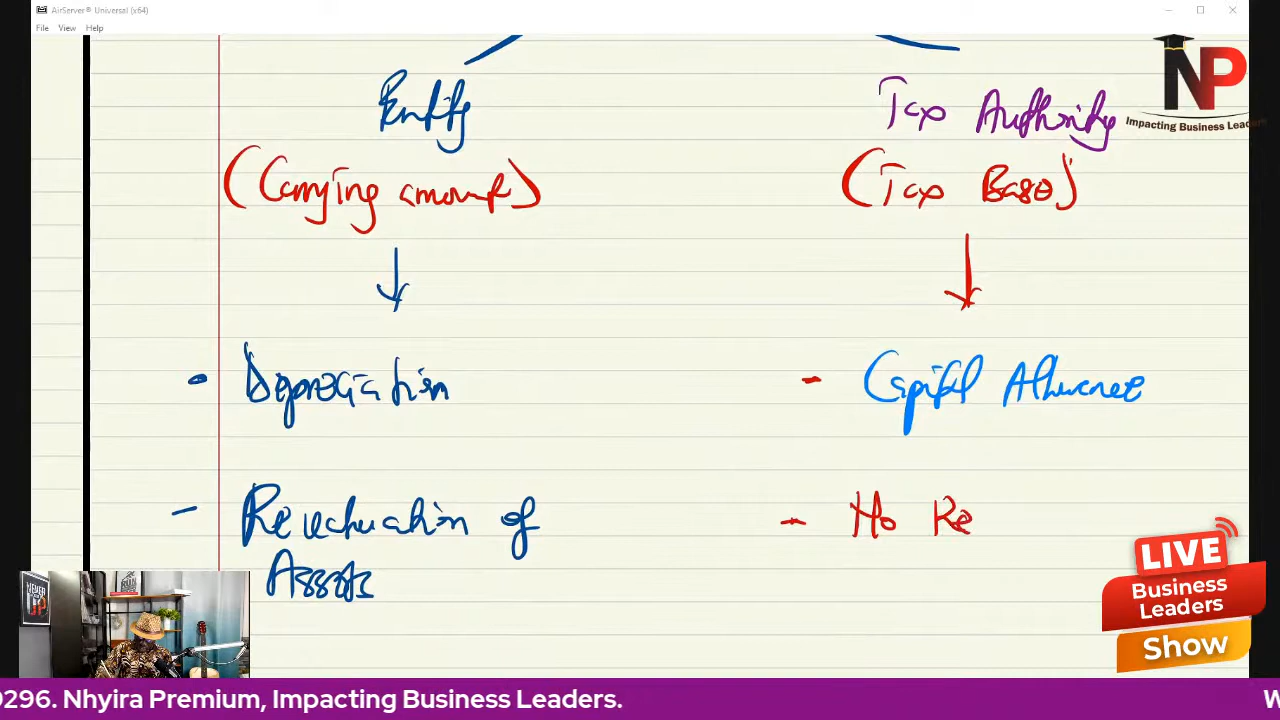 AirServer® Universal (x64)
File View Help
NP
Impacting Business Leaders
Entity
Tax Authority
(Carrying amount)
(Tax Base)
- Depreciation
- Capital Allowance
- Revaluation of
Assets
- No Re
LIVE
Business
Leaders
Show
0296. Nhyira Premium, Impacting Business Leaders.
W